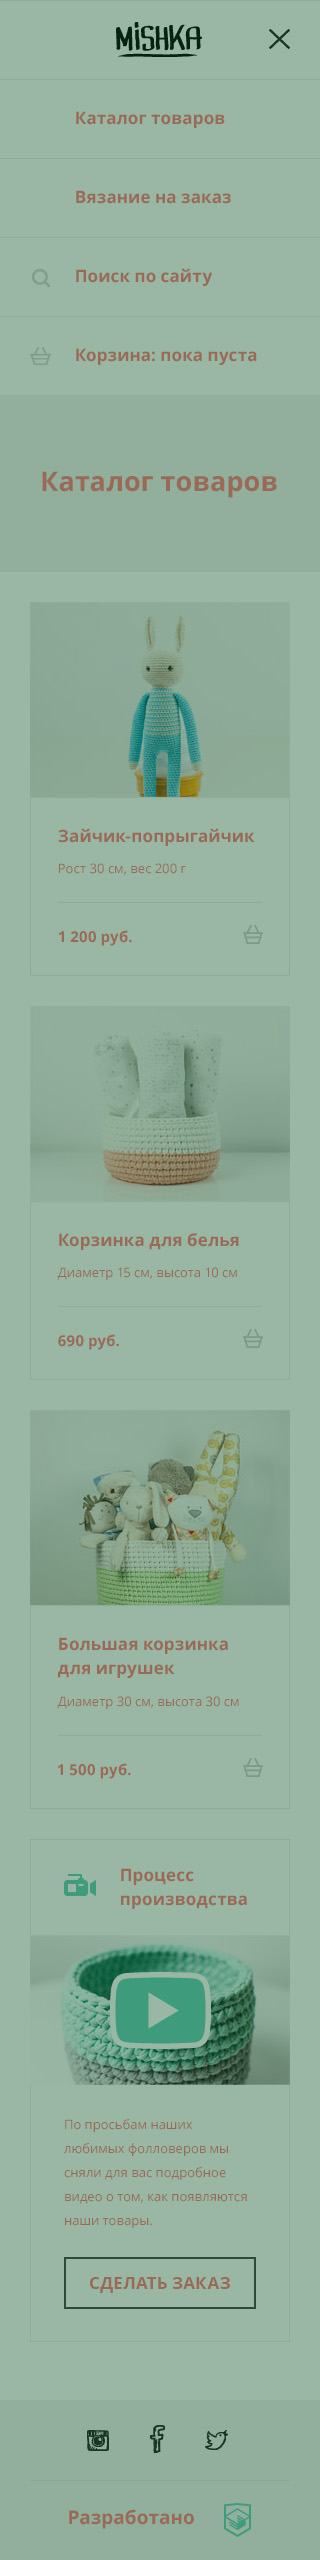 MiSHKA
Каталог товаров
Вязание на заказ
Поиск по сайту
Корзина: пока пуста
Каталог товаров
Зайчик-попрыгайчик
Рост 30 см, вес 200 г
1 200 руб.
Корзинка для белья
Диаметр 15 см, высота 10 см
690 руб.
Большая корзинка
для игрушек
Диаметр 30 см, высота 30 см
1 500 руб.
Процесс
производства
По просьбам наших
любимых фолловеров мы
сняли для вас подробное
видео о том, как появляются
наши товары.
СДЕЛАТЬ ЗАКАЗ
Разработано